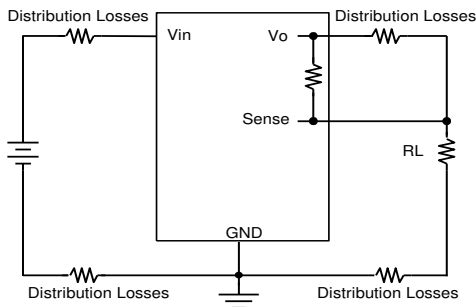 Distribution Losses
Distribution Losses
Vin
Vo
Sense
RL
GND
Distribution Losses
Distribution Losses